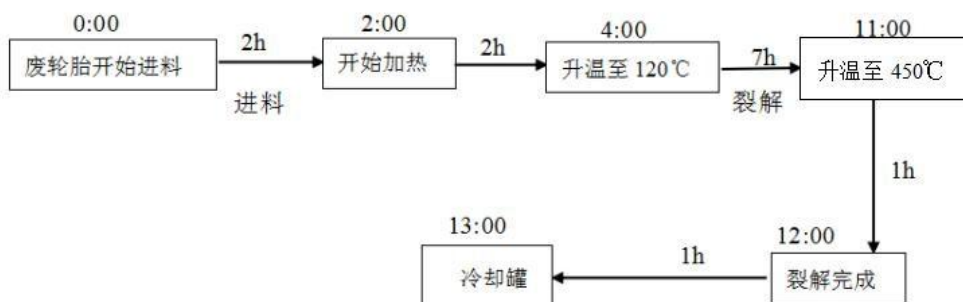 0:00
废轮胎开始进料
2h
进料
2:00
开始加热
2h
4:00
升温至 120℃
7h
裂解
11:00
升温至 450℃
1h
12:00
裂解完成
1h
13:00
冷却罐